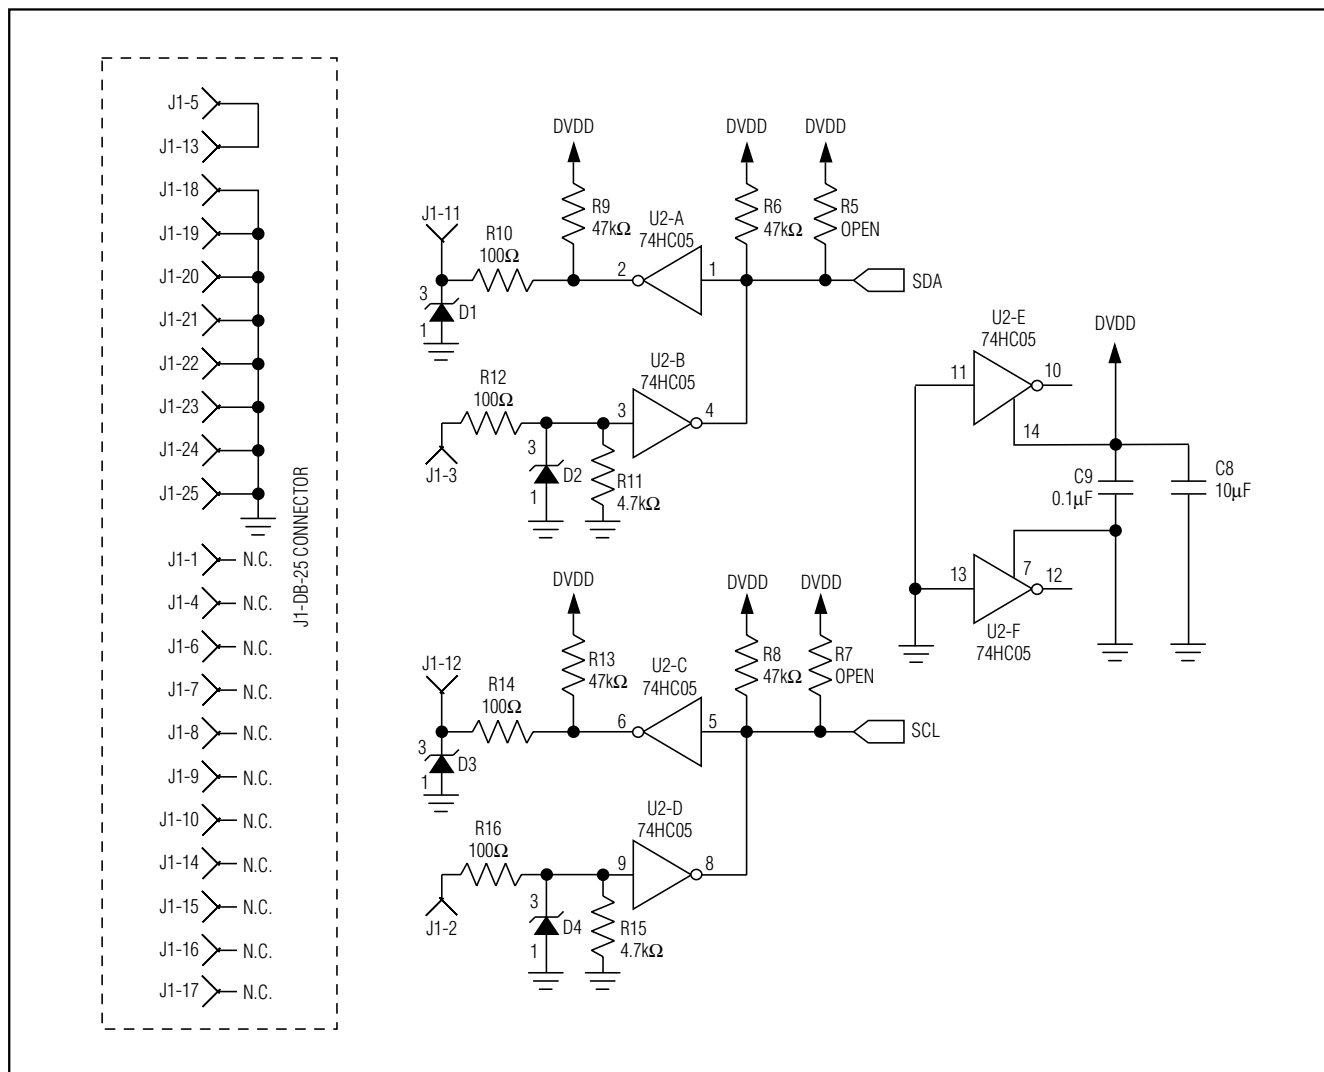 J1-5
J1-13
J1-18
J1-19
J1-20
J1-21
J1-22
J1-23
J1-24
J1-25
J1-1 N.C.
J1-4 N.C.
J1-6 N.C.
J1-7 N.C.
J1-8 N.C.
J1-9 N.C.
J1-10 N.C.
J1-14 N.C.
J1-15 N.C.
J1-16 N.C.
J1-17 N.C.
J1-DB-25 CONNECTOR
DVDD
DVDD
DVDD
J1-11
R10
100Ω
R9
47kΩ
U2-A
74HC05
R6
47kΩ
R5
OPEN
2
1
SDA
3
D1
1
R12
100Ω
U2-B
74HC05
3
4
J1-3
3
D2
1
R11
4.7kΩ
DVDD
DVDD
DVDD
J1-12
R14
100Ω
R13
47kΩ
U2-C
74HC05
R8
47kΩ
R7
OPEN
6
5
SCL
3
D3
1
R16
100Ω
U2-D
74HC05
9
8
J1-2
3
D4
1
R15
4.7kΩ
U2-E
74HC05
DVDD
11
10
14
C9
0.1µF
C8
10µF
13
7
12
U2-F
74HC05